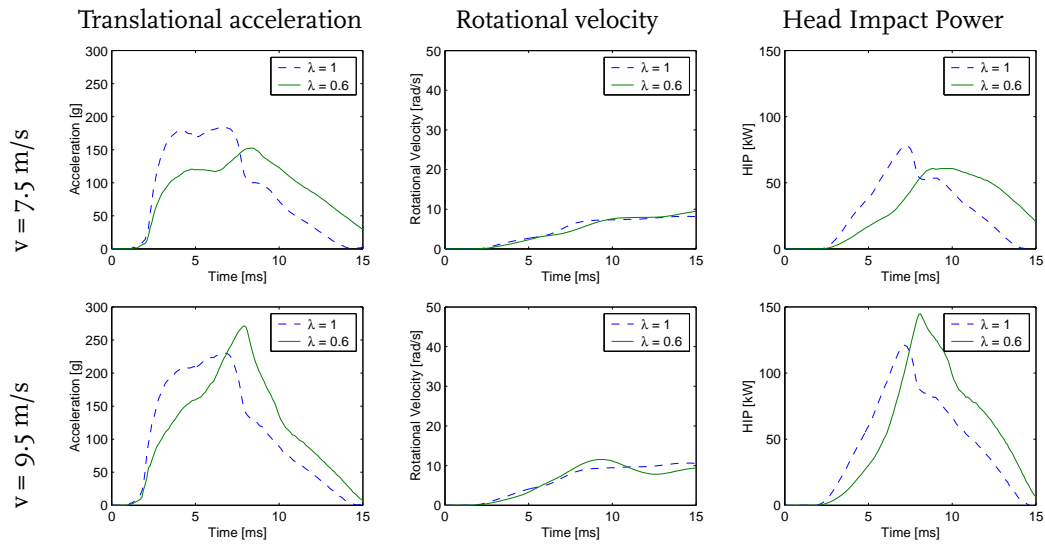 Translational acceleration
Rotational velocity
Head Impact Power
v = 7.5 m/s
300
250
200
150
100
50
0
Acceleration [g]
λ = 1
λ = 0.6
0 5 10 15
Time [ms]
50
40
30
20
10
0
Rotational Velocity [rad/s]
λ = 1
λ = 0.6
0 5 10 15
Time [ms]
150
100
50
0
HIP [kW]
λ = 1
λ = 0.6
0 5 10 15
Time [ms]
v = 9.5 m/s
300
250
200
150
100
50
0
Acceleration [g]
λ = 1
λ = 0.6
0 5 10 15
Time [ms]
50
40
30
20
10
0
Rotational Velocity [rad/s]
λ = 1
λ = 0.6
0 5 10 15
Time [ms]
150
100
50
0
HIP [kW]
λ = 1
λ = 0.6
0 5 10 15
Time [ms]